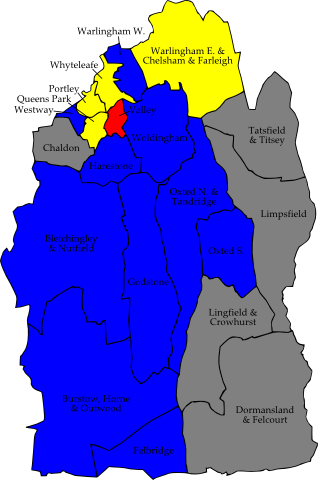 Warlingham W.
Warlingham E. &
Chelsham & Farleigh
Whyteleafe
Portley
Queens Park
Westway
Valley
Woldingham
Chaldon
Harestone
Tatsfield
& Titsey
Oxted N. &
Tandridge
Limpsfield
Bletchingley
& Nutfield
Oxted S.
Godstone
Lingfield &
Crowhurst
Burstow, Horne
& Outwood
Dormansland
& Felcourt
Felbridge